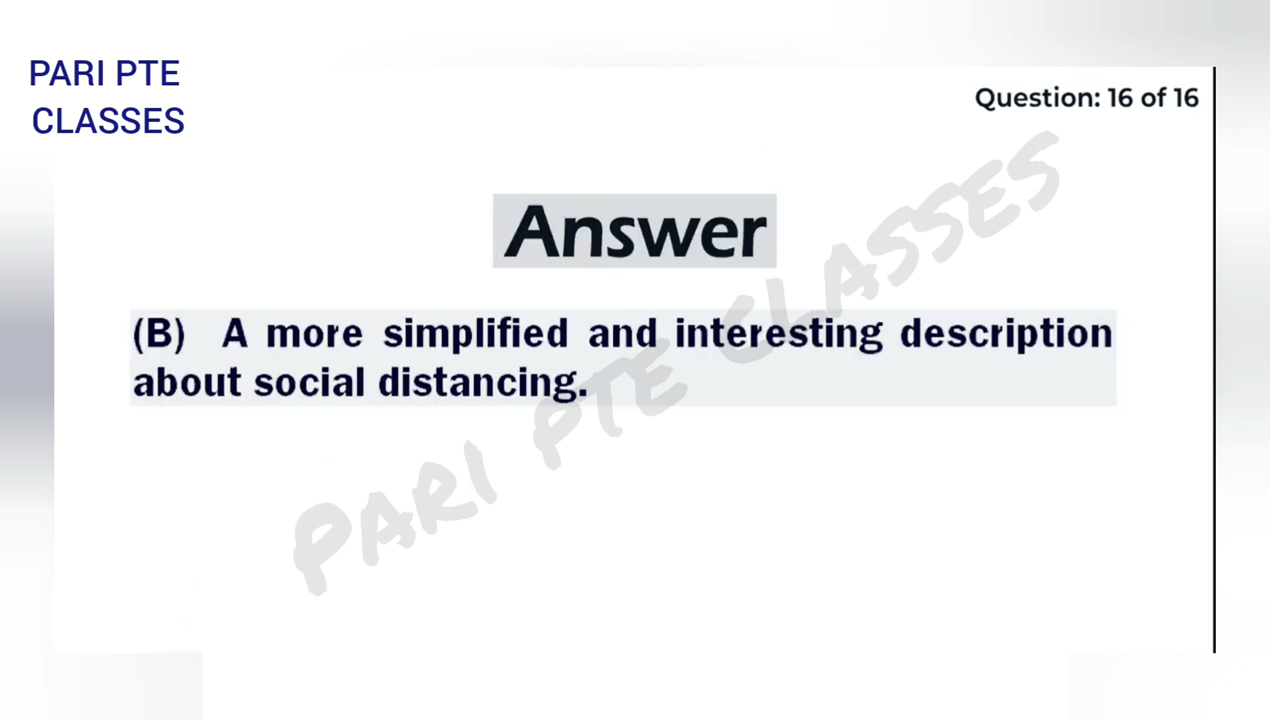 PARI PTE
CLASSES
Question: 16 of 16
Answer
(B) A more simplified and interesting description
about social distancing.
PARI PTE CLASSES